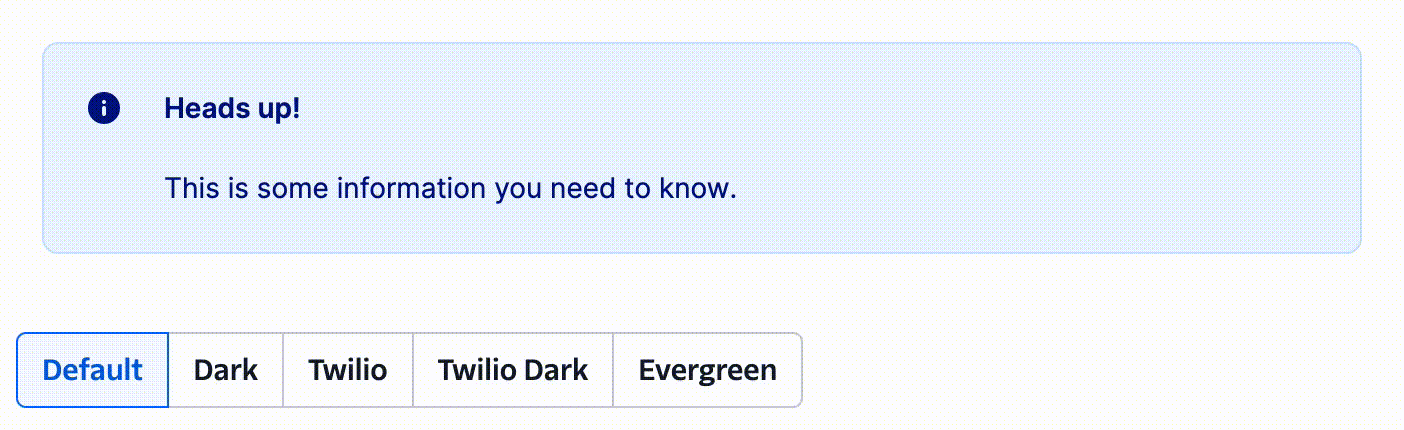 Heads up!
This is some information you need to know.
Default Dark Twilio Twilio Dark Evergreen